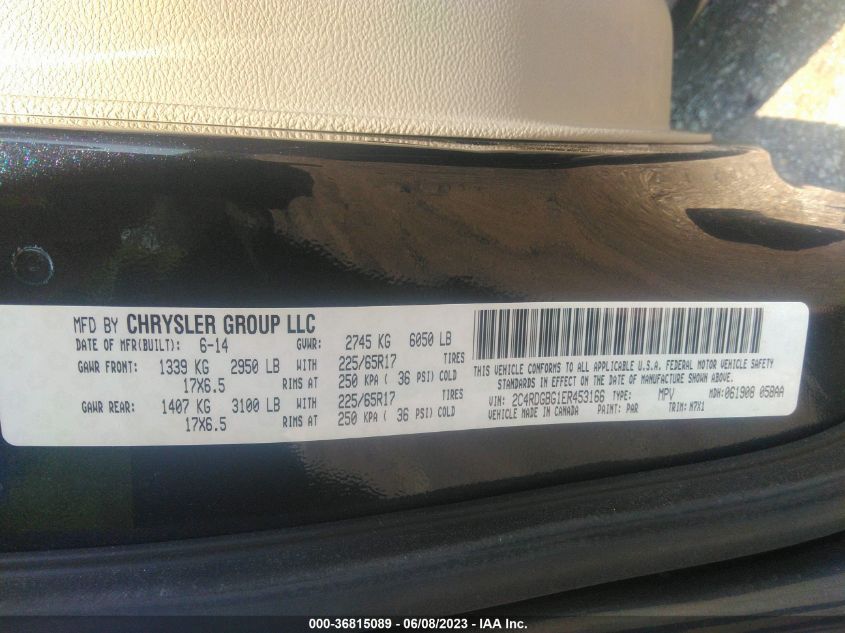 MFD BY CHRYSLER GROUP LLC
DATE OF MFR(BUILT): 6-14 GVWR: 2745 KG 6050 LB
GAWR FRONT: 1339 KG 2950 LB WITH 225/65R17 TIRES
17X6.5 RIMS AT 250 KPA ( 36 PSI) COLD
GAWR REAR: 1407 KG 3100 LB WITH 225/65R17 TIRES
17X6.5 RIMS AT 250 KPA ( 36 PSI) COLD
THIS VEHICLE CONFORMS TO ALL APPLICABLE U.S.A. FEDERAL MOTOR VEHICLE SAFETY
STANDARDS IN EFFECT ON THE DATE OF MANUFACTURE SHOWN ABOVE.
VIN: 2C4RDGBG1ER453166 TYPE: MPV MDH:061908 058AA
VEHICLE MADE IN CANADA PAINT: PAR TRIM:M7X1
000-36815089 - 06/08/2023 - IAA Inc.